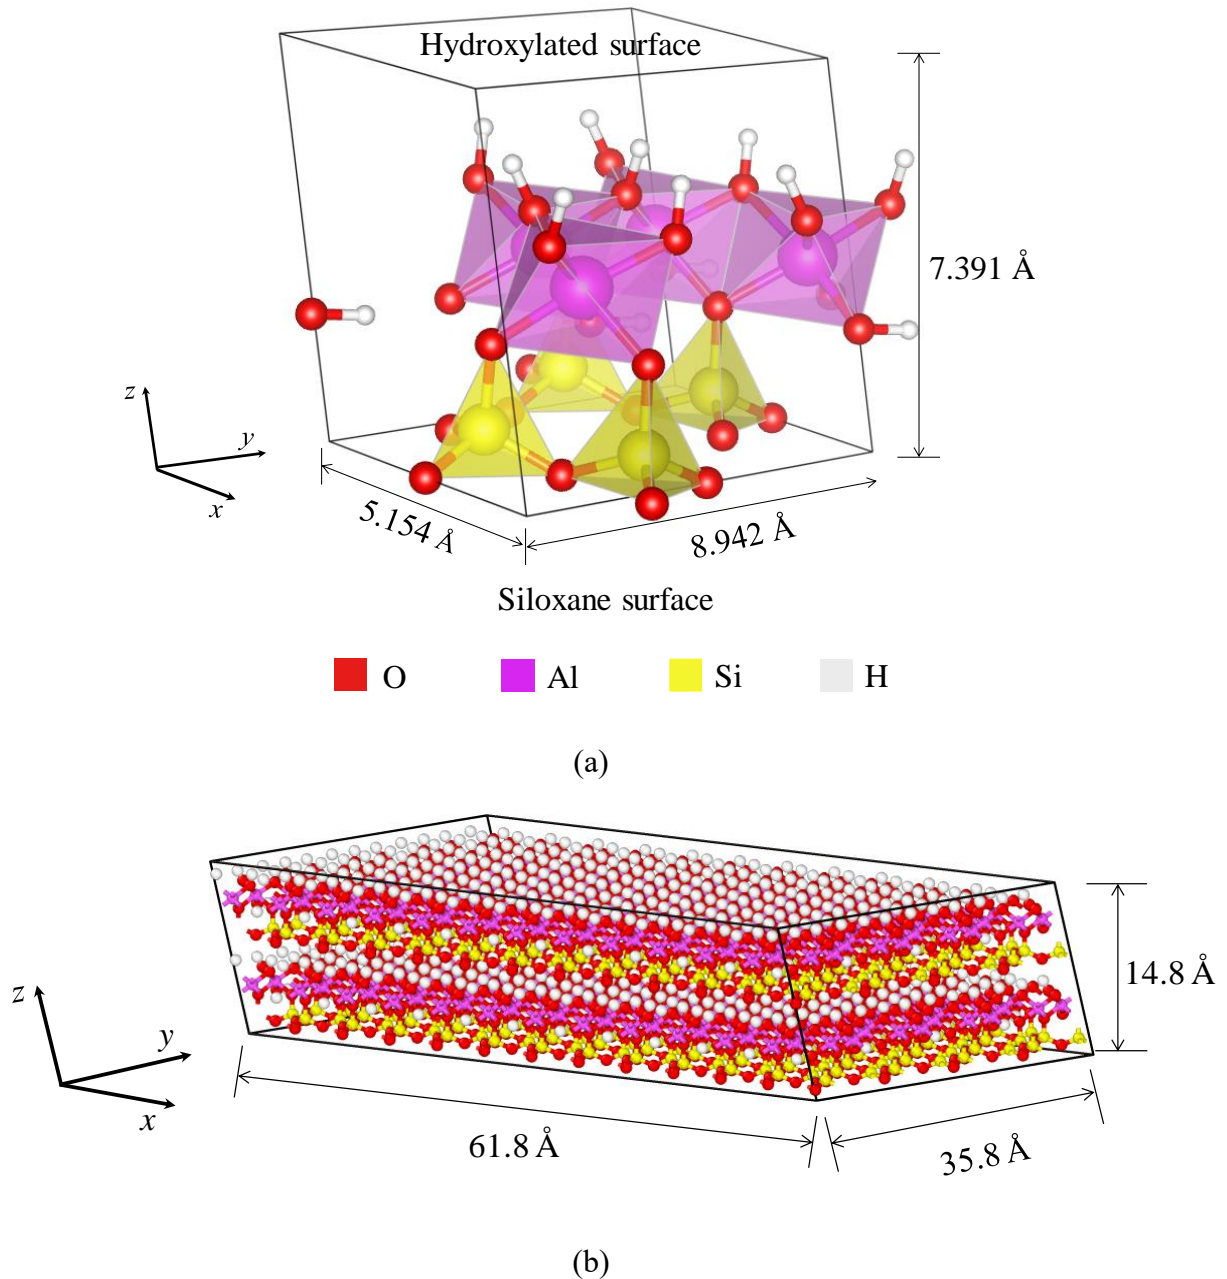 Hydroxylated surface
7.391 Å
z
y
x
5.154 Å
8.942 Å
Siloxane surface
O Al Si H
(a)
14.8 Å
z
y
x
61.8 Å
35.8 Å
(b)